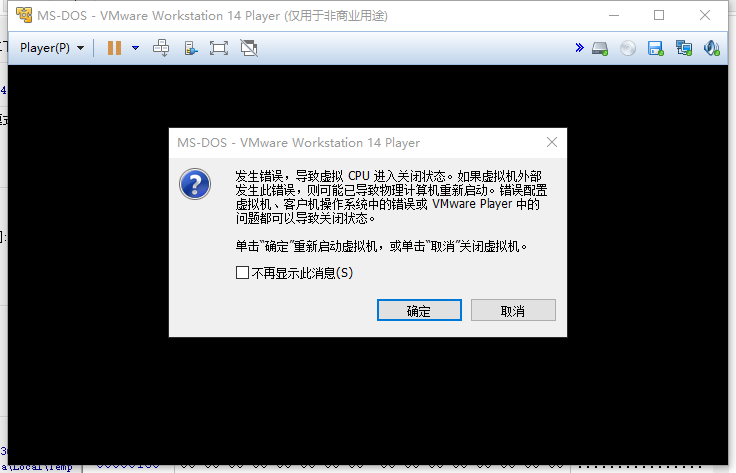 MS-DOS - VMware Workstation 14 Player (仅用于非商业用途)
Player(P)
MS-DOS - VMware Workstation 14 Player
发生错误，导致虚拟 CPU 进入关闭状态。如果虚拟机外部
发生此错误，则可能已导致物理计算机重新启动。错误配置
虚拟机、客户机操作系统中的错误或 VMware Player 中的
问题都可以导致关闭状态。
单击“确定”重新启动虚拟机，或单击“取消”关闭虚拟机。
不再显示此消息(S)
确定
取消
a\Local\Temp